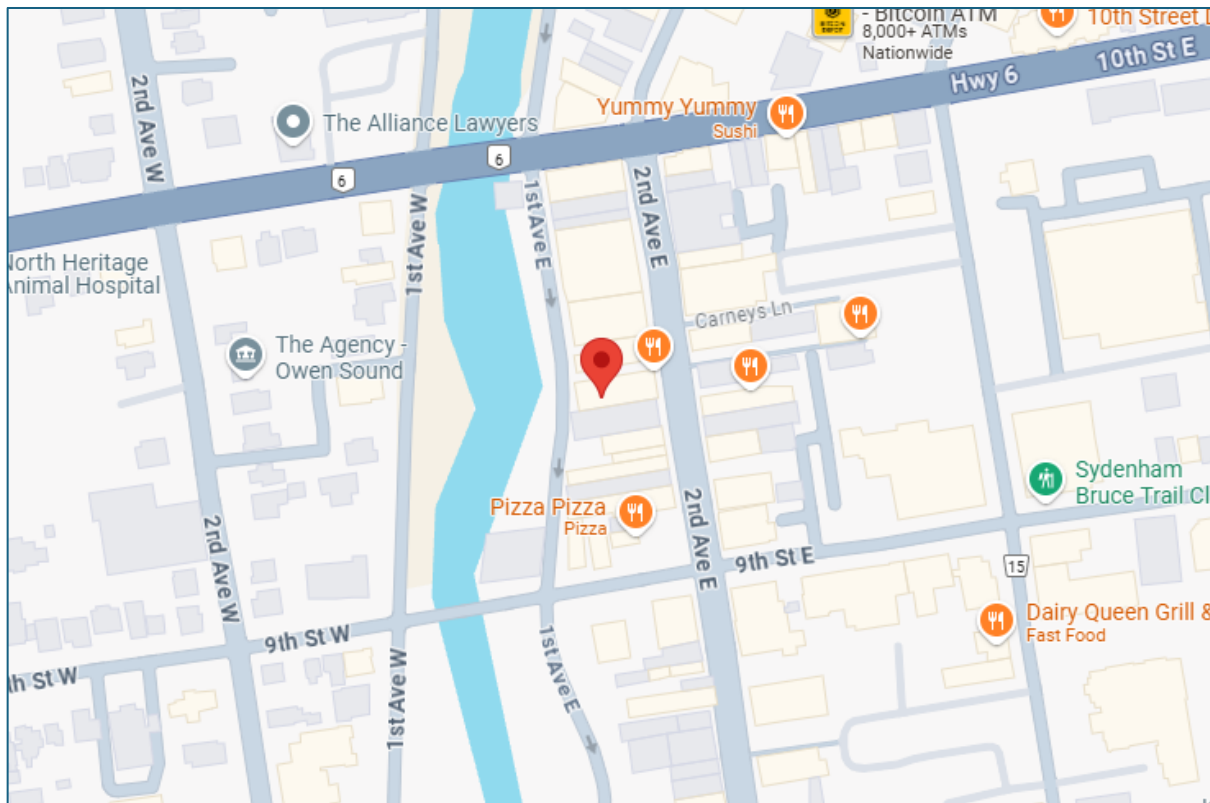 - Bitcoin ATM
8,000+ ATMs
Nationwide
10th Street
10th St E
Hwy 6
Yummy Yummy
Sushi
The Alliance Lawyers
2nd Ave W
6
6
1st Ave E
2nd Ave E
1st Ave W
North Heritage
Animal Hospital
Carneys Ln
The Agency -
Owen Sound
Sydenham
Bruce Trail
Pizza Pizza
Pizza
2nd Ave E
2nd Ave W
9th St E
15
Dairy Queen Grill &
Fast Food
9th St W
1st Ave W
1st Ave E
th St W